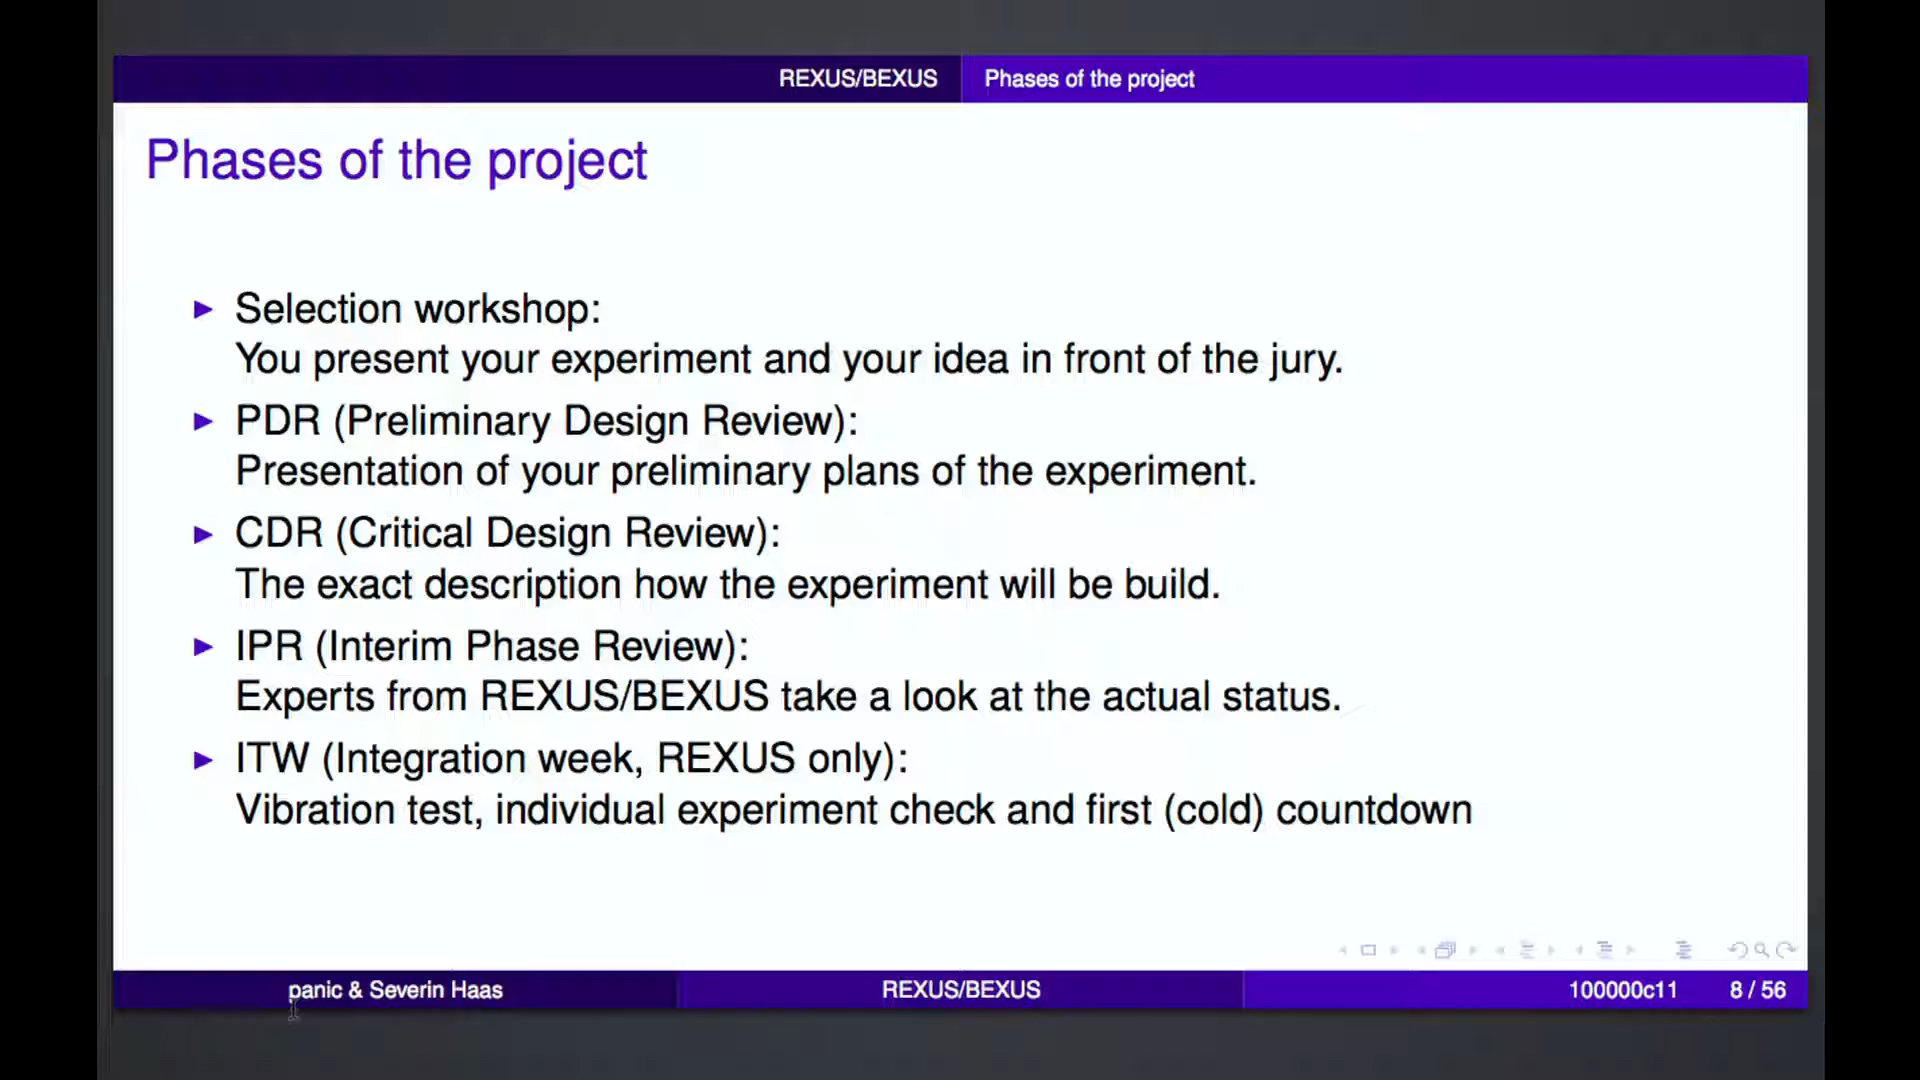 REXUS/BEXUS Phases of the project
Phases of the project
Selection workshop:
You present your experiment and your idea in front of the jury.
PDR (Preliminary Design Review):
Presentation of your preliminary plans of the experiment.
CDR (Critical Design Review):
The exact description how the experiment will be build.
IPR (Interim Phase Review):
Experts from REXUS/BEXUS take a look at the actual status.
ITW (Integration week, REXUS only):
Vibration test, individual experiment check and first (cold) countdown
panic & Severin Haas REXUS/BEXUS 100000c11 8 / 56